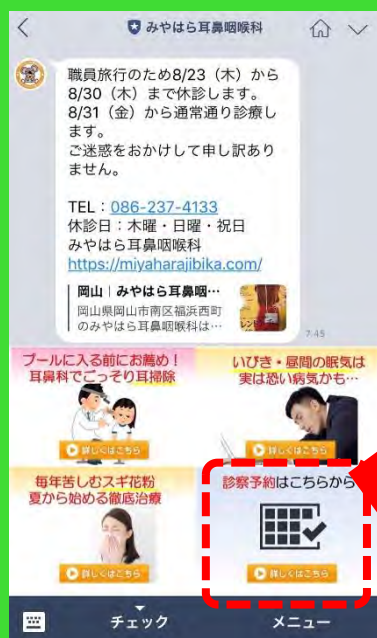 みやはら耳鼻咽喉科
職員旅行のため8/23（木）から
8/30（木）まで休診します。
8/31（金）から通常通り診療し
ます。
ご迷惑をおかけして申し訳あり
ません。
TEL：086-237-4133
休診日：木曜・日曜・祝日
みやはら耳鼻咽喉科
https://miyaharajibika.com/
岡山｜みやはら耳鼻咽…
岡山県岡山市南区福浜西町
のみやはら耳鼻咽喉科は…
7:45
プールに入る前にお薦め！
耳鼻科でごっそり耳掃除
詳しくはこちら
いびき・昼間の眠気は
実は恐い病気かも…
詳しくはこちら
毎年苦しむスギ花粉
夏から始める徹底治療
詳しくはこちら
診察予約はこちらから
詳しくはこちら
チェック
メニュー